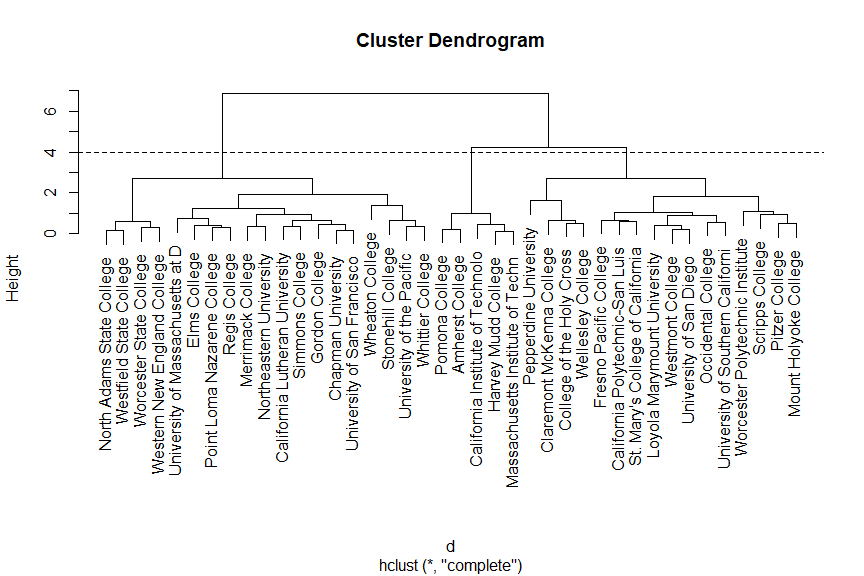 Cluster Dendrogram
Height
0
2
4
6
North Adams State College
Westfield State College
Worcester State College
Western New England College
University of Massachusetts at D
Elms College
Point Loma Nazarene College
Regis College
Merrimack College
Northeastern University
California Lutheran University
Simmons College
Gordon College
Chapman University
University of San Francisco
Wheaton College
Stonehill College
University of the Pacific
Whittier College
Pomona College
Amherst College
California Institute of Technolo
Harvey Mudd College
Massachusetts Institute of Techn
Pepperdine University
Claremont McKenna College
College of the Holy Cross
Wellesley College
Fresno Pacific College
California Polytechnic-San Luis
St. Mary's College of California
Loyola Marymount University
Westmont College
University of San Diego
Occidental College
University of Southern Californi
Worcester Polytechnic Institute
Scripps College
Pitzer College
Mount Holyoke College
d
hclust (*, "complete")